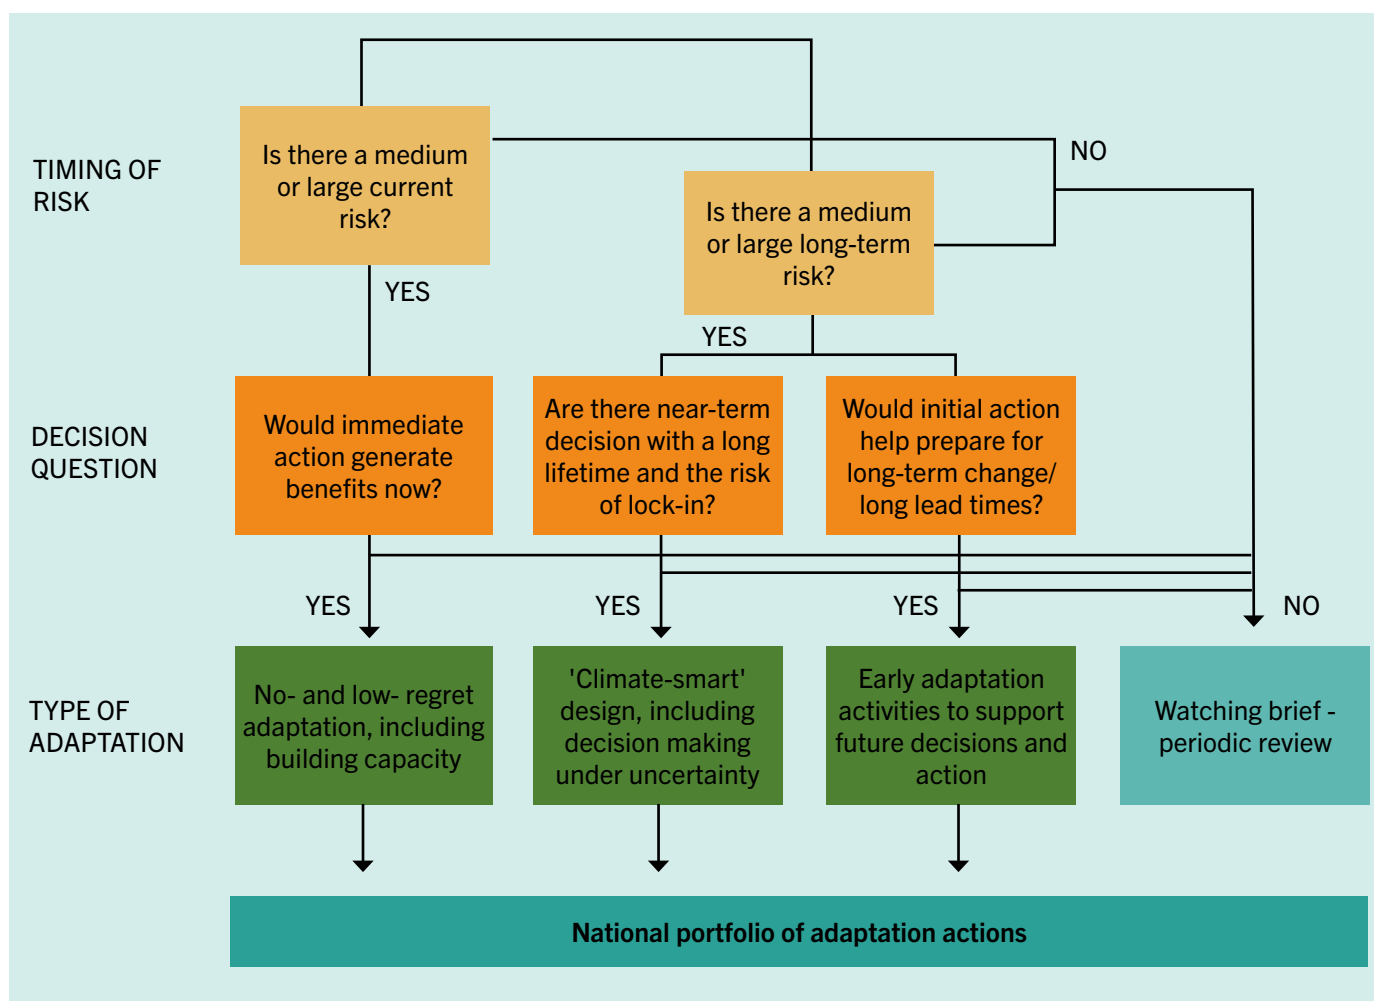 TIMING OF
RISK
Is there a medium
or large current
risk?
NO
Is there a medium
or large long-term
risk?
YES
YES
DECISION
QUESTION
Would immediate
action generate
benefits now?
Are there near-term
decision with a long
lifetime and the risk
of lock-in?
Would initial action
help prepare for
long-term change/
long lead times?
YES
YES
YES
NO
TYPE OF
ADAPTATION
No- and low- regret
adaptation, including
building capacity
'Climate-smart'
design, including
decision making
under uncertainty
Early adaptation
activities to support
future decisions and
action
Watching brief -
periodic review
National portfolio of adaptation actions